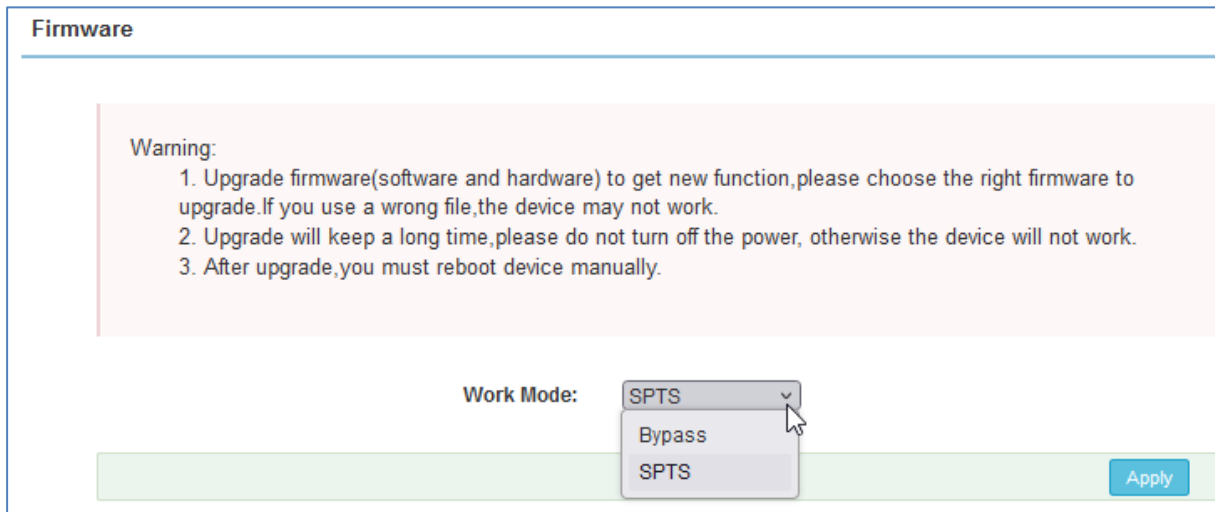 Firmware
Warning:
1. Upgrade firmware(software and hardware) to get new function,please choose the right firmware to
upgrade.If you use a wrong file,the device may not work.
2. Upgrade will keep a long time,please do not turn off the power, otherwise the device will not work.
3. After upgrade,you must reboot device manually.
Work Mode: SPTS
Bypass
SPTS
Apply